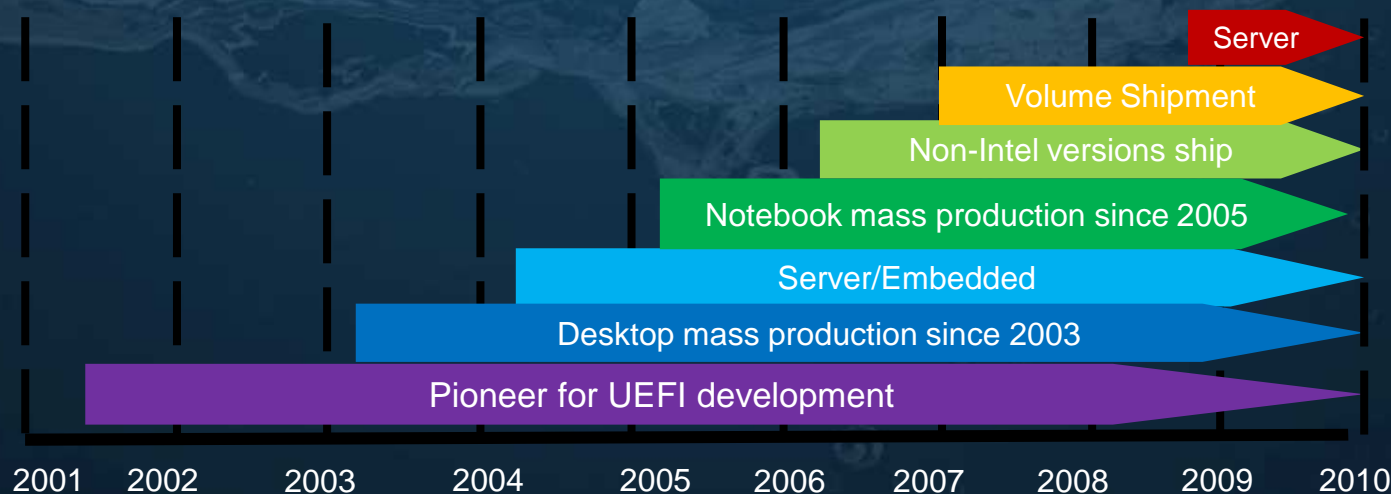 Server
Volume Shipment
Non-Intel versions ship
Notebook mass production since 2005
Server/Embedded
Desktop mass production since 2003
Pioneer for UEFI development
2001 2002 2003 2004 2005 2006 2007 2008 2009 2010